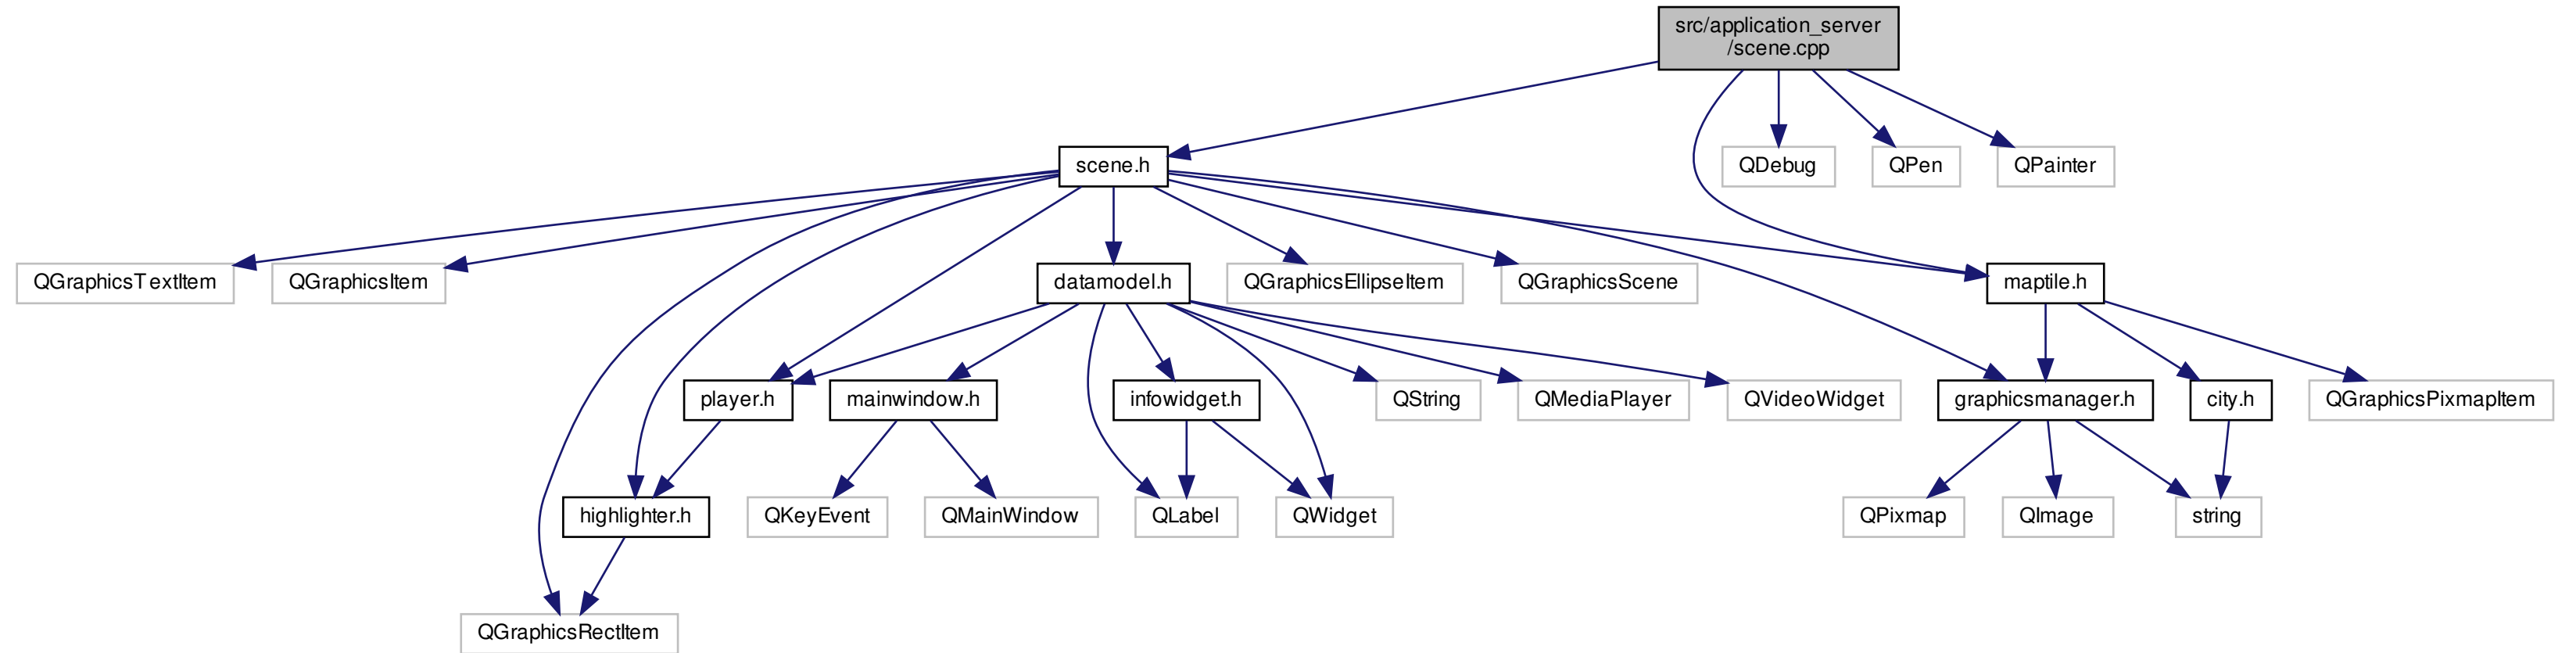 src/application_server
/scene.cpp
scene.h
QDebug
QPen
QPainter
QGraphicsTextItem
QGraphicsItem
datamodel.h
QGraphicsEllipseItem
QGraphicsScene
maptile.h
player.h
mainwindow.h
infowidget.h
QString
QMediaPlayer
QVideoWidget
graphicsmanager.h
city.h
QGraphicsPixmapItem
highlighter.h
QKeyEvent
QMainWindow
QLabel
QWidget
QPixmap
QImage
string
QGraphicsRectItem